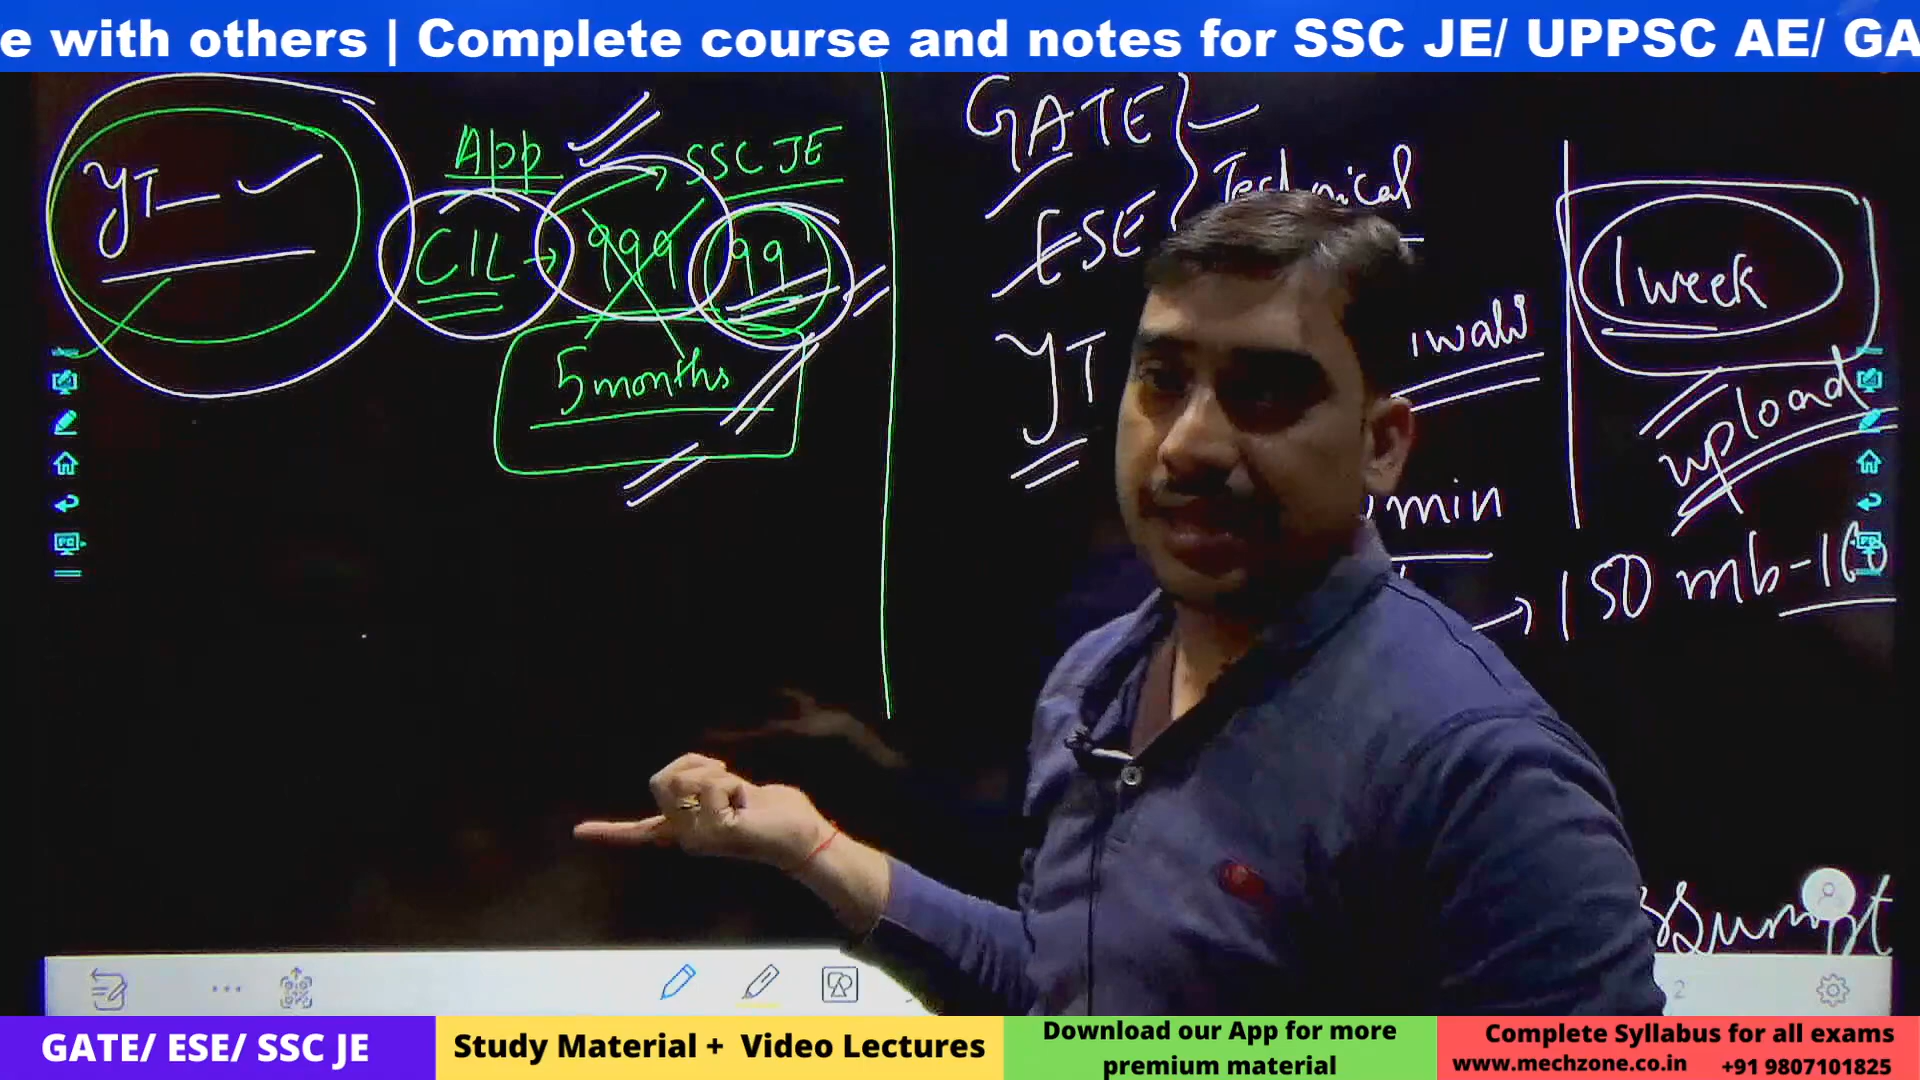 e with others | Complete course and notes for SSC JE/ UPPSC AE/ GA
YT
App
SSC JE
CIL → 999 99
5 months
GATE
ESE
Technical
YT
min
→ 150 mb-1
1 week
upload
2
GATE/ ESE/ SSC JE
Study Material + Video Lectures
Download our App for more
premium material
Complete Syllabus for all exams
www.mechzone.co.in +91 9807101825